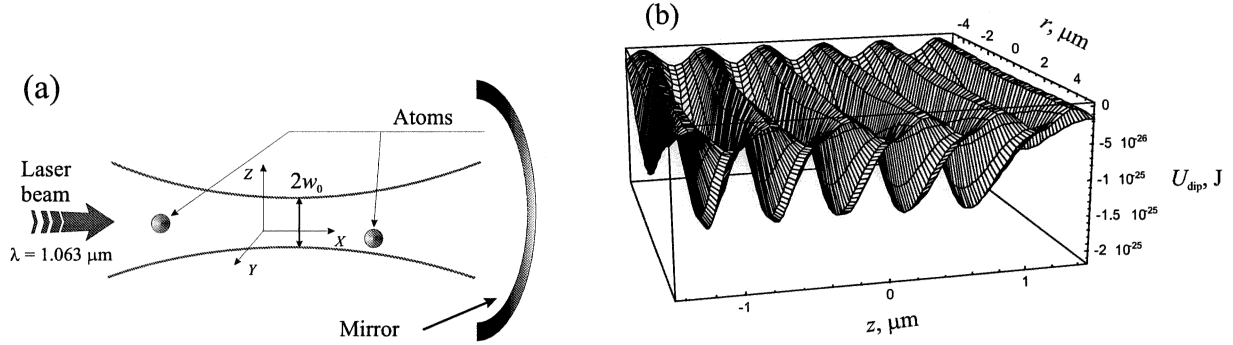 (a)
Atoms
Laser
beam
λ = 1.063 μm
Z
2w₀
X
Y
Mirror
(b)
-4
-2
0
2
4
r, μm
0
-5 10⁻²⁶
-1 10⁻²⁵
-1.5 10⁻²⁵
-2 10⁻²⁵
U_dip, J
-1
0
1
z, μm